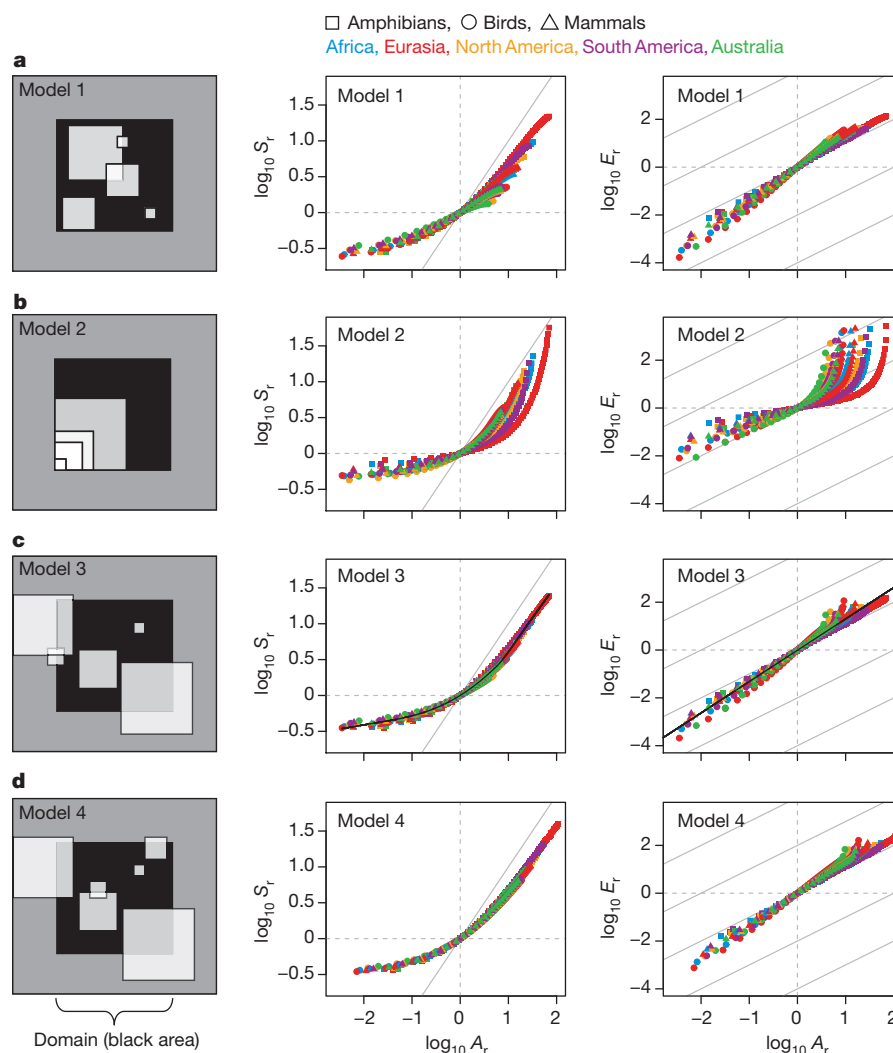 □ Amphibians, ○ Birds, △ Mammals
Africa, Eurasia, North America, South America, Australia
a
Model 1
Model 1
Model 1
log10 Sr
1.5
1.0
0.5
0
−0.5
log10 Er
2
0
−2
−4
b
Model 2
Model 2
Model 2
log10 Sr
1.5
1.0
0.5
0
−0.5
log10 Er
2
0
−2
−4
c
Model 3
Model 3
Model 3
log10 Sr
1.5
1.0
0.5
0
−0.5
log10 Er
2
0
−2
−4
d
Model 4
Model 4
Model 4
log10 Sr
1.5
1.0
0.5
0
−0.5
log10 Er
2
0
−2
−4
−2 −1 0 1 2
−2 −1 0 1 2
Domain (black area)
log10 Ar
log10 Ar